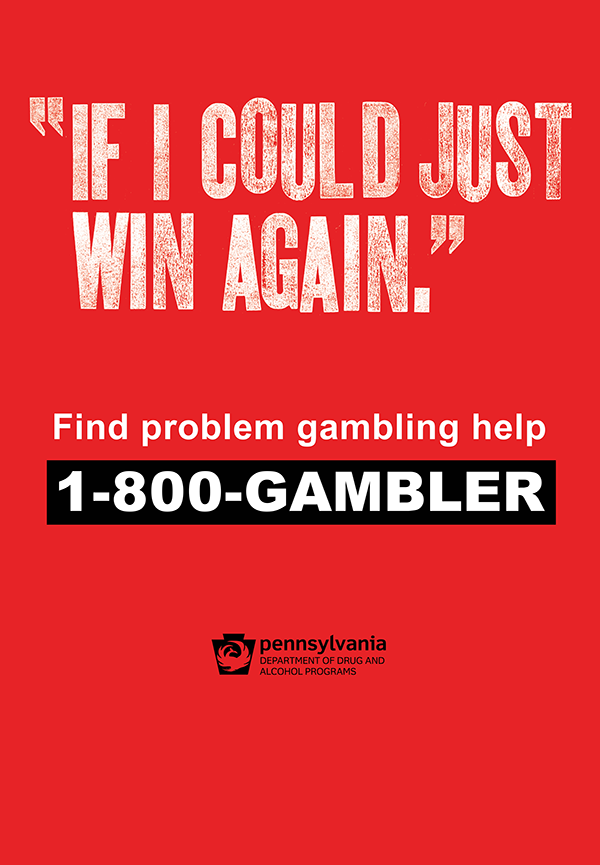 “IF I COULD JUST
WIN AGAIN.”
Find problem gambling help
1-800-GAMBLER
pennsylvania
DEPARTMENT OF DRUG AND
ALCOHOL PROGRAMS